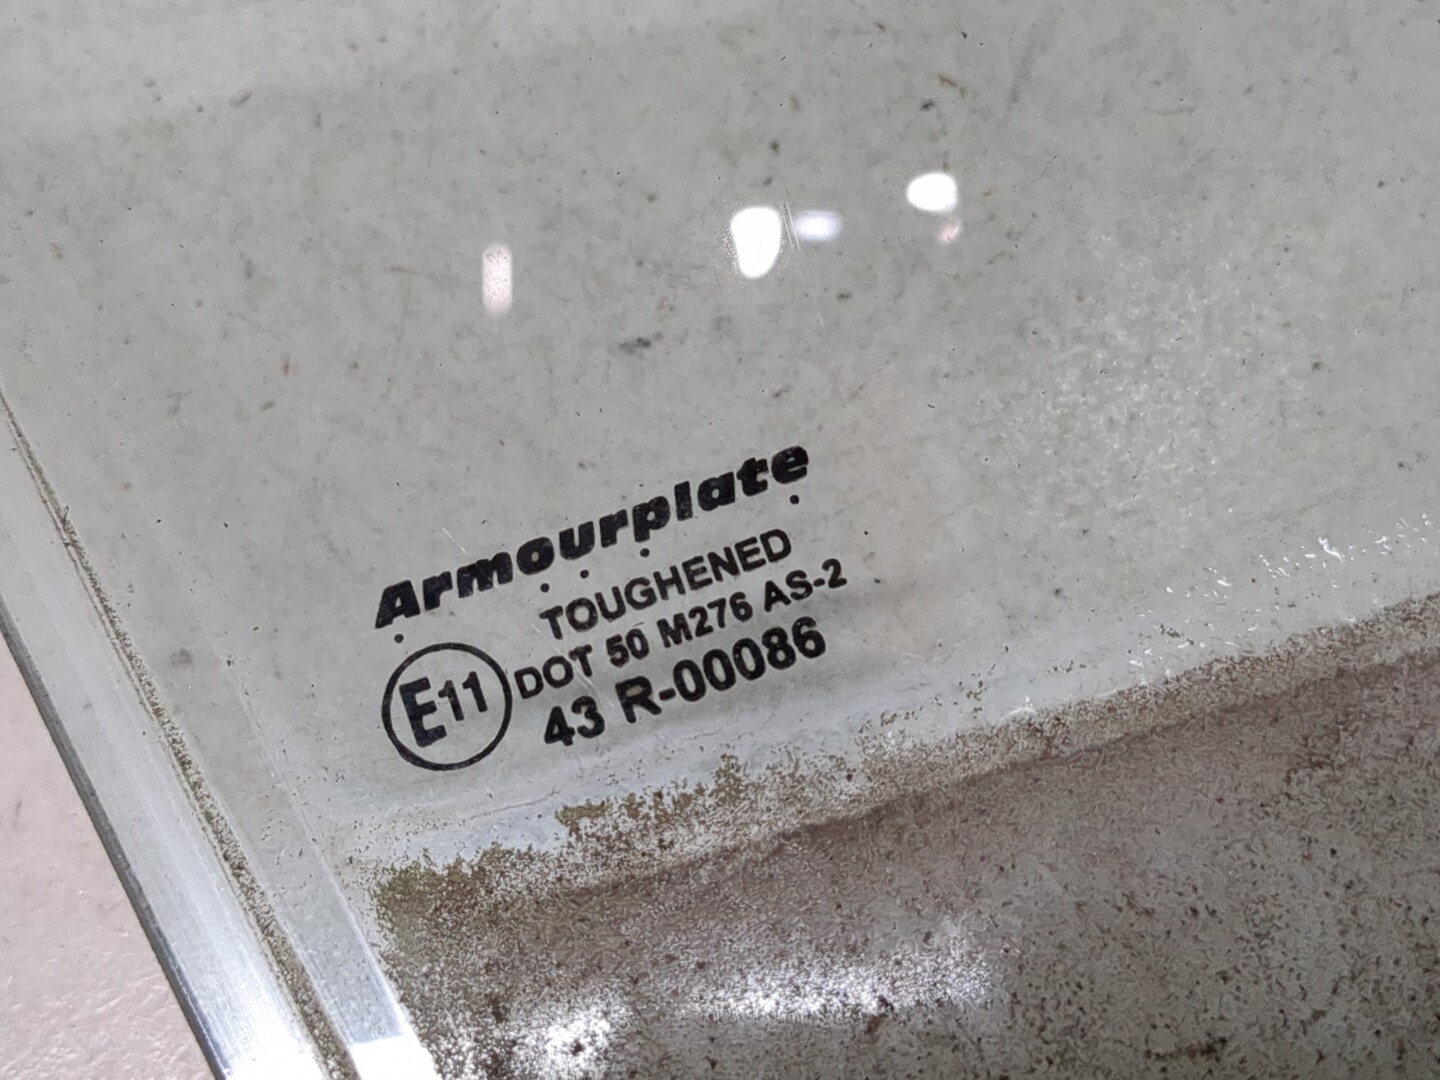 Armourplate
TOUGHENED
DOT 50 M276 AS-2
E11
43 R-00086